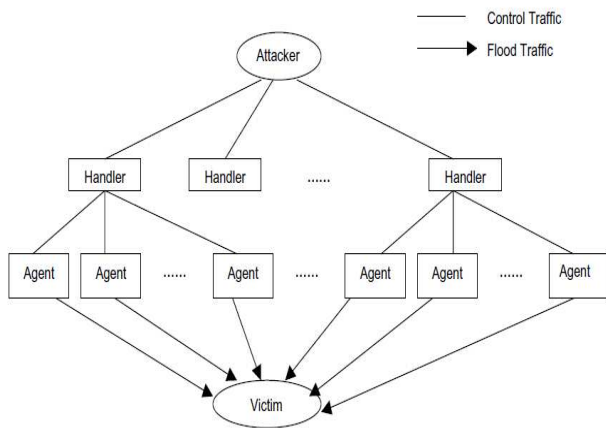 Control Traffic
Attacker
Flood Traffic
Handler Handler ...... Handler
Agent Agent ...... Agent ...... Agent Agent ...... Agent
Victim